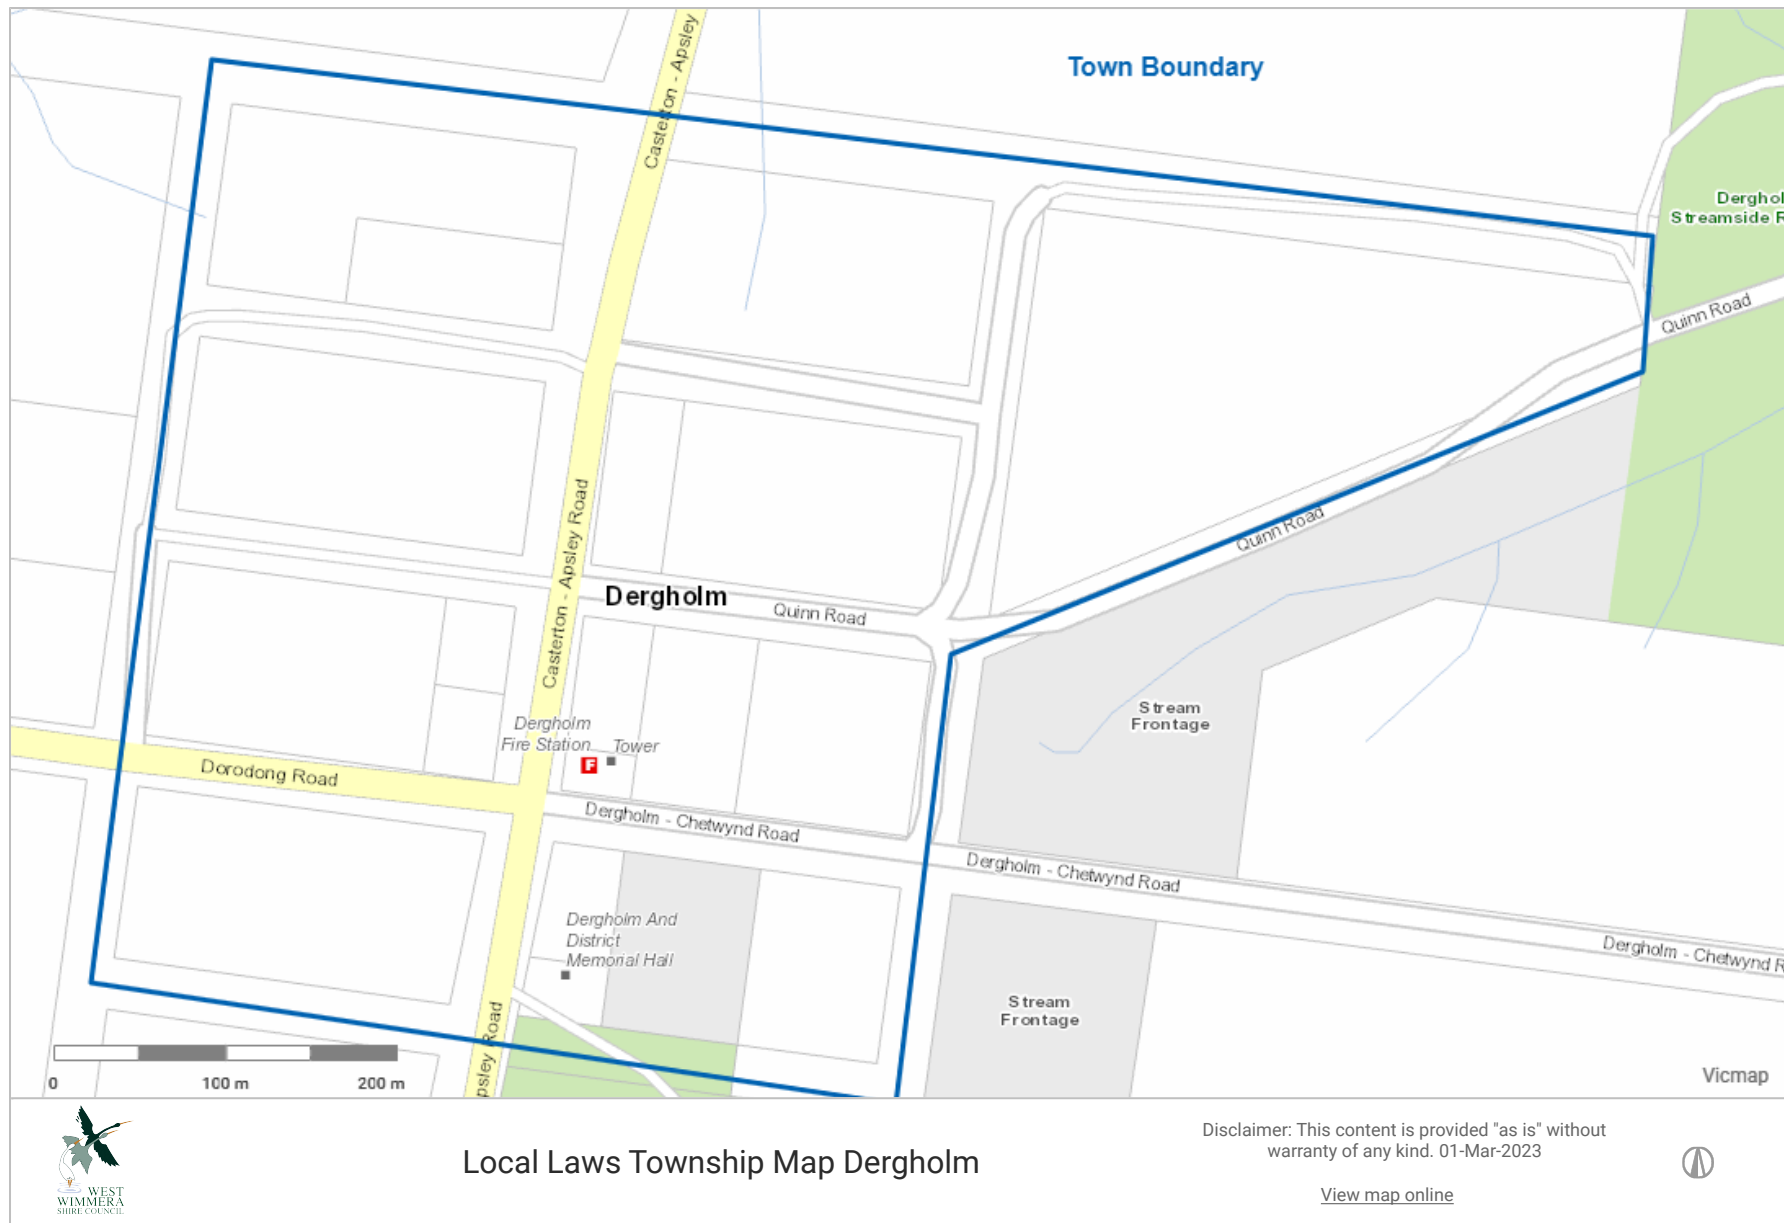 Town Boundary
Casterton - Apsley
Derghol
Streamside R
Quinn Road
Casterton - Apsley Road
Quinn Road
Dergholm
Quinn Road
Dergholm
Fire Station
Tower
F
Stream
Frontage
Dorodong Road
Dergholm - Chetwynd Road
Dergholm - Chetwynd Road
Dergholm - Chetwynd R
Dergholm And
District
Memorial Hall
Stream
Frontage
psley Road
0 100 m 200 m
Vicmap
WEST
WIMMERA
SHIRE COUNCIL
Local Laws Township Map Dergholm
Disclaimer: This content is provided "as is" without
warranty of any kind. 01-Mar-2023
View map online